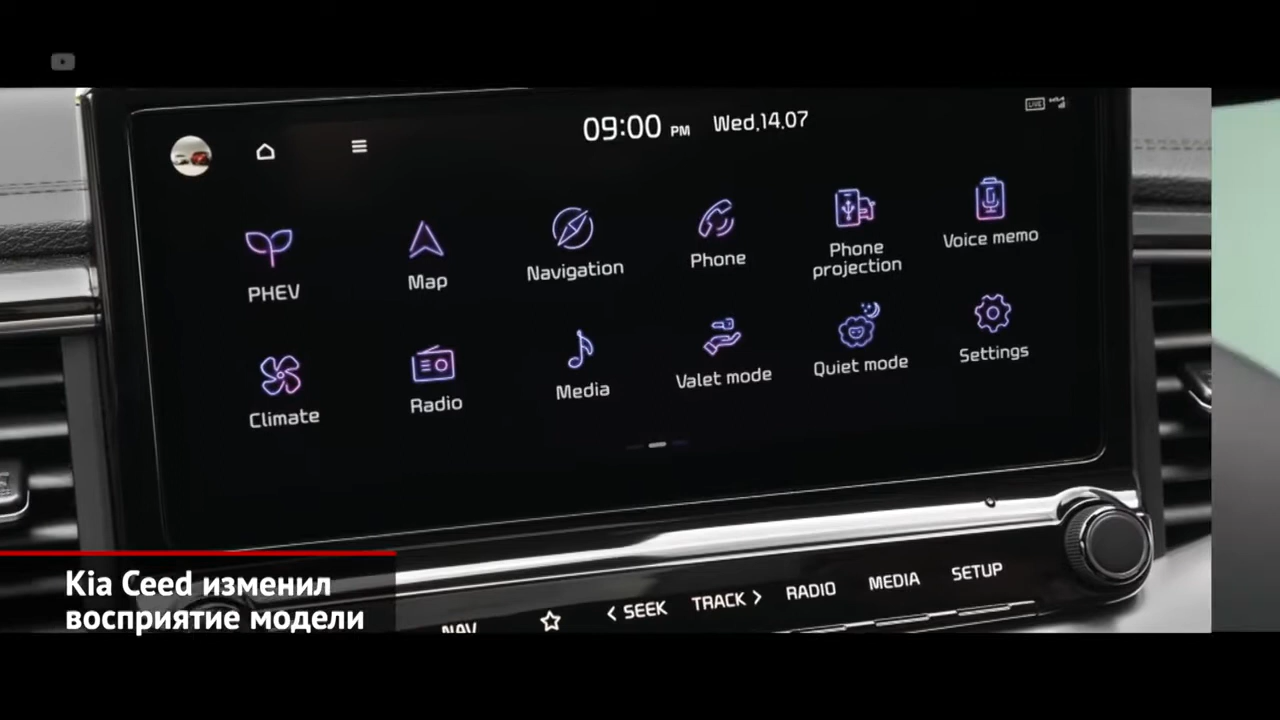 09:00 PM Wed,14.07
LIVE
PHEV
Map
Navigation
Phone
Phone
projection
Voice memo
Climate
Radio
Media
Valet mode
Quiet mode
Settings
NAV
< SEEK
TRACK >
RADIO
MEDIA
SETUP
Kia Ceed изменил
восприятие модели